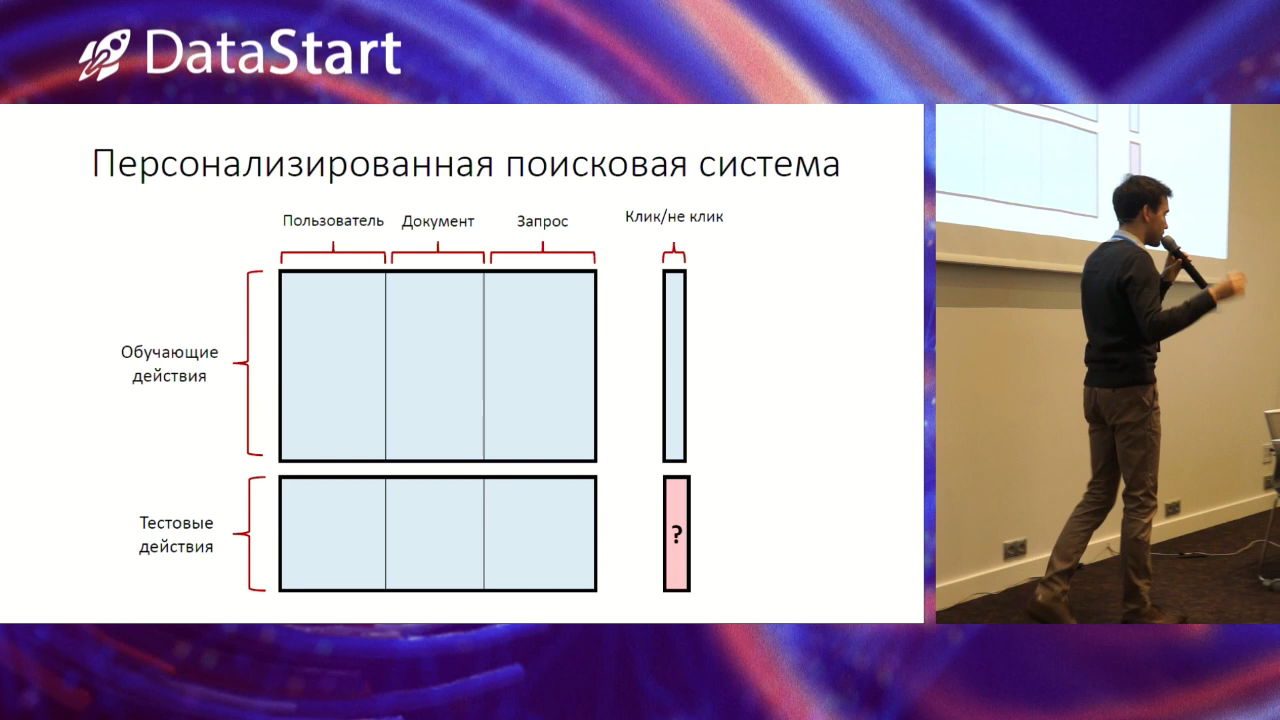 DataStart
Персонализированная поисковая система
Пользователь Документ Запрос Клик/не клик
Обучающие
действия
Тестовые
действия
?